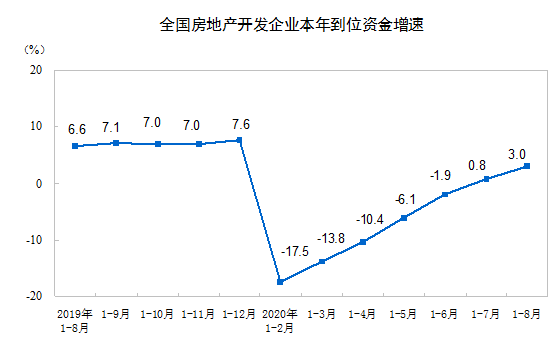 全国房地产开发企业本年到位资金增速
(%)
20
10
0
-10
-20
6.6
7.1
7.0
7.0
7.6
-17.5
-13.8
-10.4
-6.1
-1.9
0.8
3.0
2019年
1-8月
1-9月
1-10月
1-11月
1-12月
2020年
1-2月
1-3月
1-4月
1-5月
1-6月
1-7月
1-8月